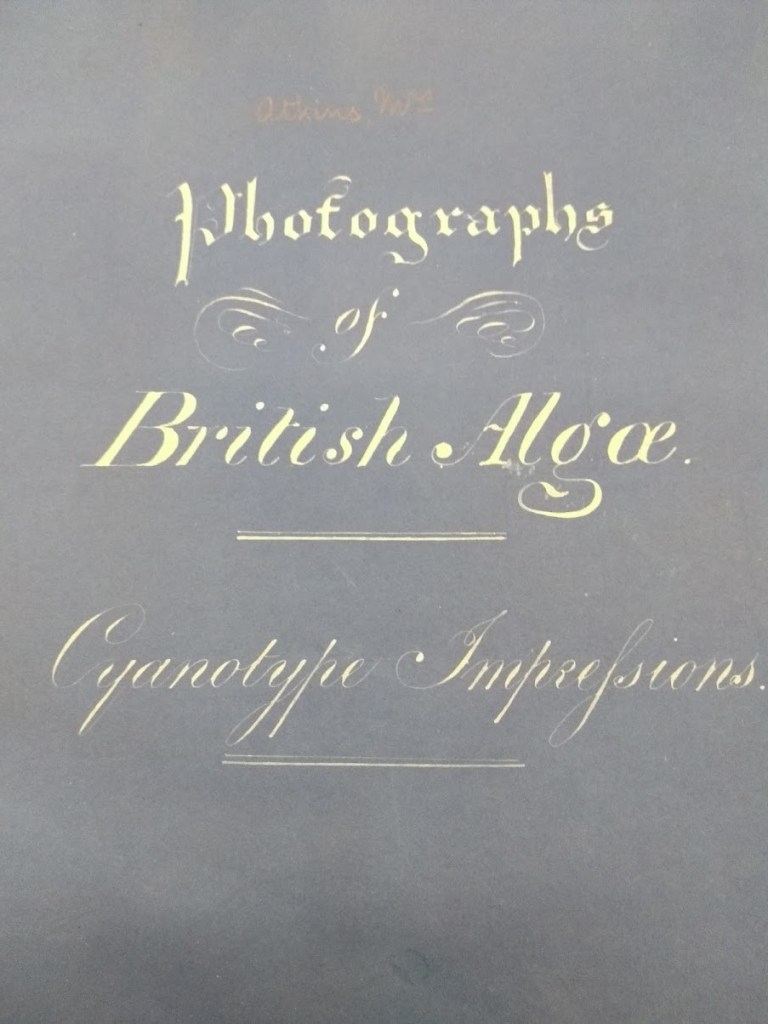 Atkins, Mrs
Photographs
of
British Algæ.
Cyanotype Impreſsions.